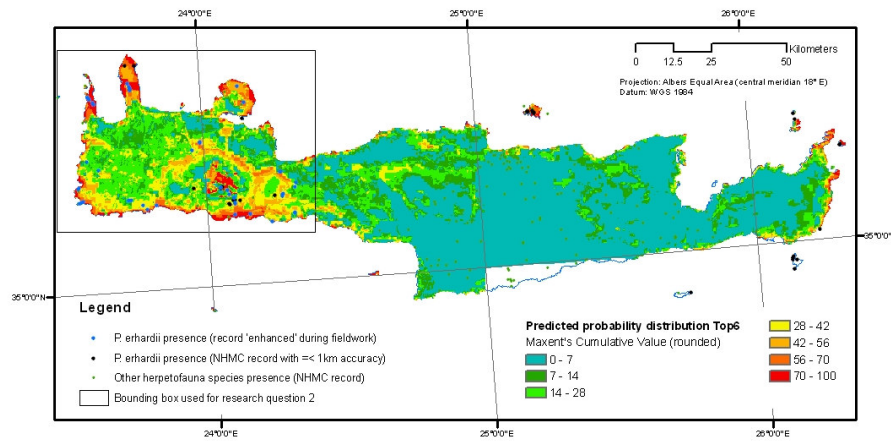 24°0'0"E 25°0'0"E 26°0'0"E
Kilometers
0 12.5 25 50
Projection: Albers Equal Area (central meridian 18° E)
Datum: WGS 1984
35°0'0"N
35°0'0"N
Legend
P. erhardii presence (record 'enhanced' during fieldwork)
P. erhardii presence (NHMC record with =< 1km accuracy)
Other herpetofauna species presence (NHMC record)
Bounding box used for research question 2
Predicted probability distribution Top6
Maxent's Cumulative Value (rounded)
0 - 7
7 - 14
14 - 28
28 - 42
42 - 56
56 - 70
70 - 100
24°0'0"E 25°0'0"E 26°0'0"E